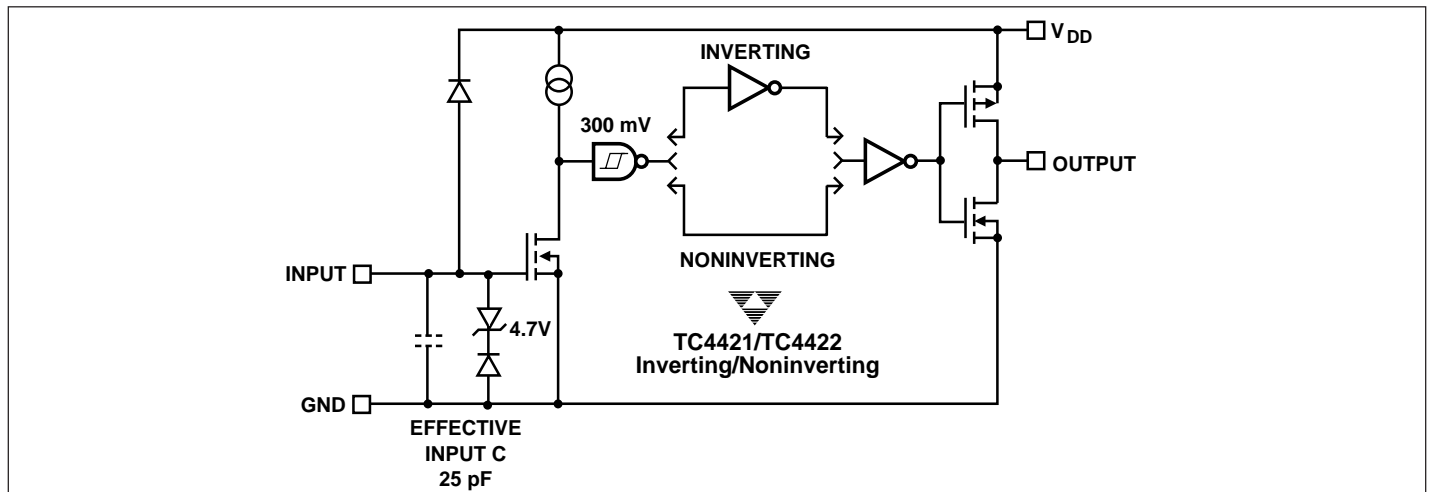 V DD
INVERTING
300 mV
OUTPUT
INPUT
NONINVERTING
4.7V
TC4421/TC4422
Inverting/Noninverting
GND
EFFECTIVE
INPUT C
25 pF